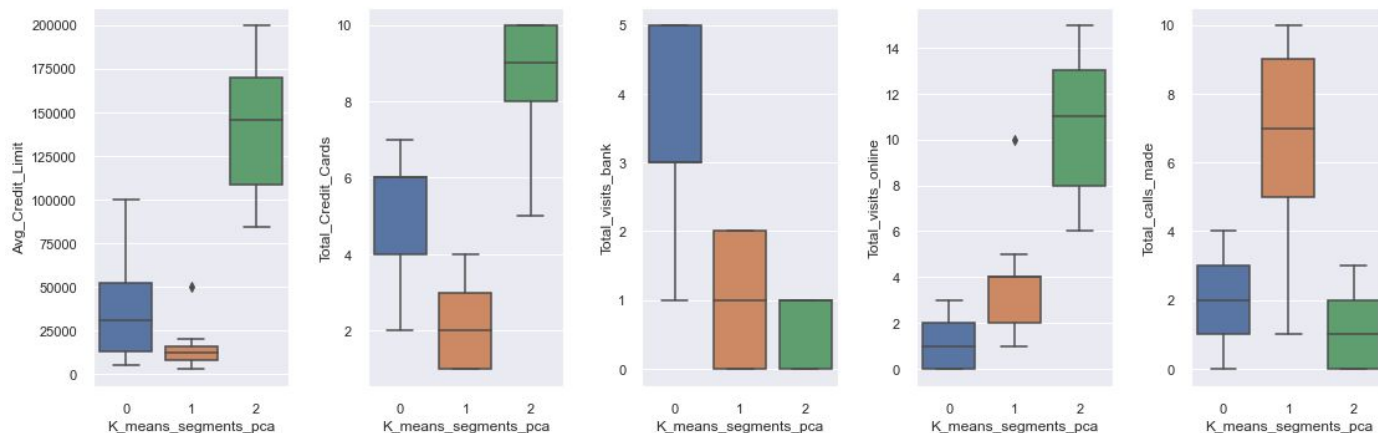 Avg_Credit_Limit
200000
175000
150000
125000
100000
75000
50000
25000
0
0 1 2
K_means_segments_pca
Total_Credit_Cards
10
8
6
4
2
0 1 2
K_means_segments_pca
Total_visits_bank
5
4
3
2
1
0
0 1 2
K_means_segments_pca
Total_visits_online
14
12
10
8
6
4
2
0
0 1 2
K_means_segments_pca
Total_calls_made
10
8
6
4
2
0
0 1 2
K_means_segments_pca